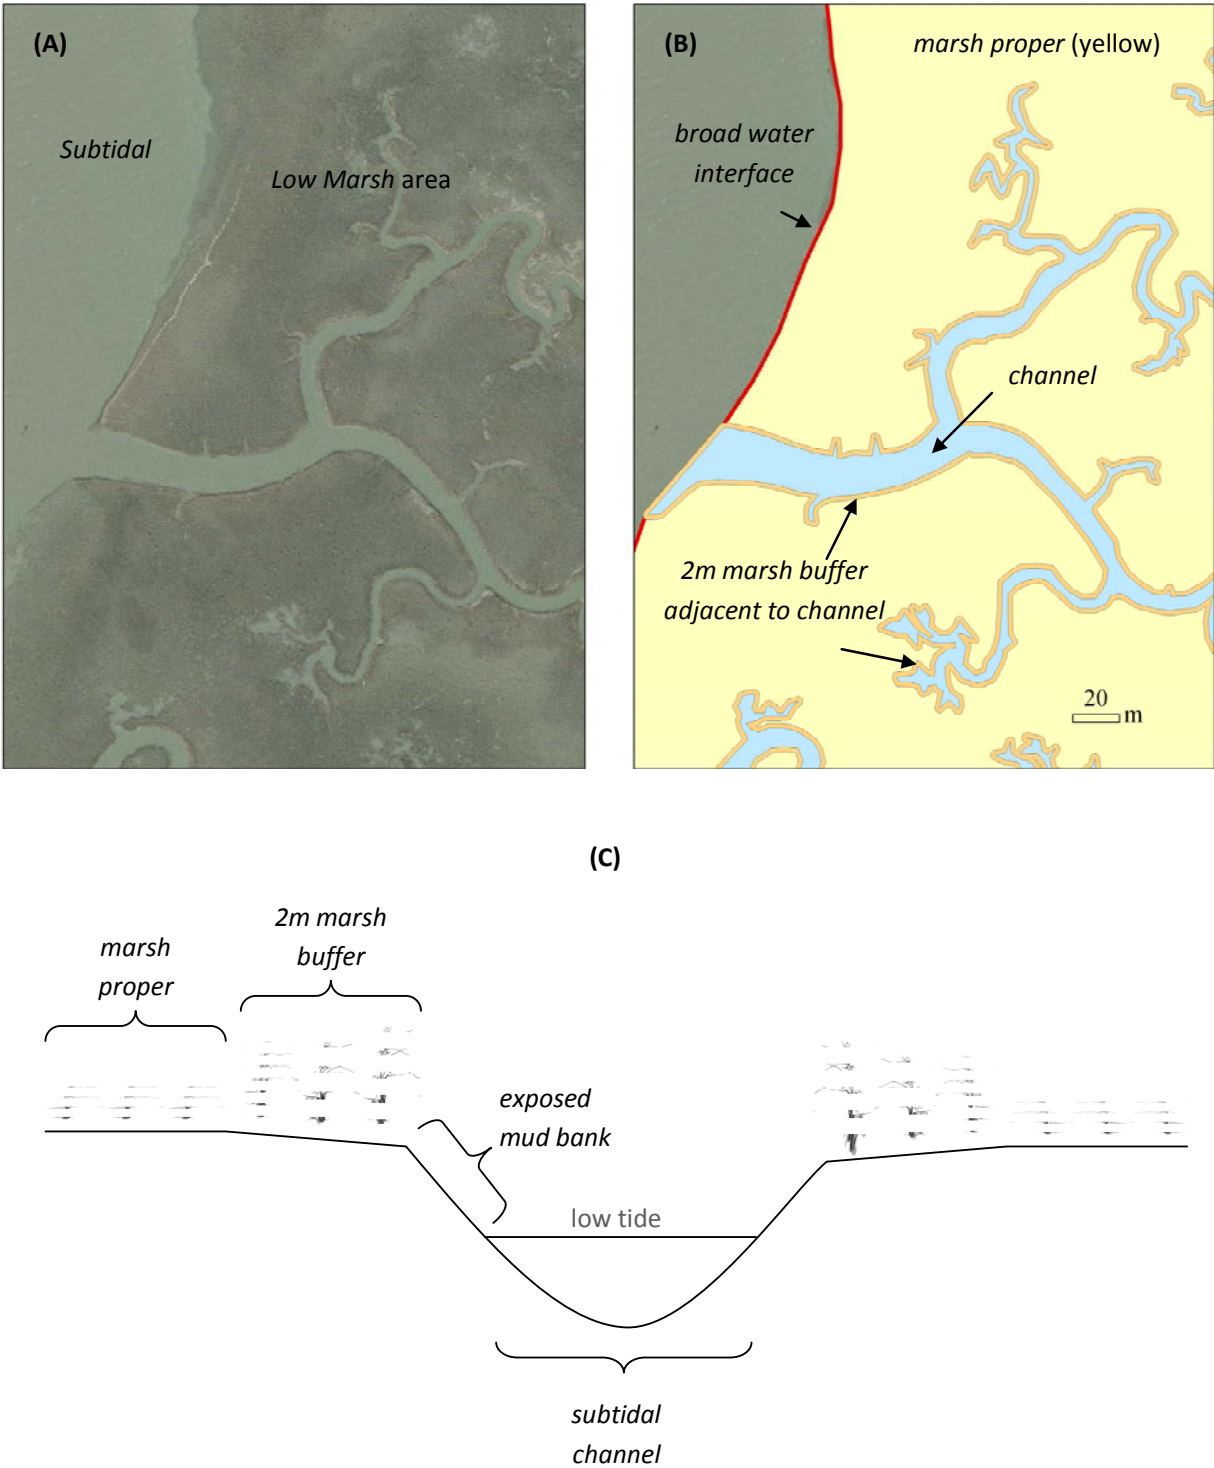 (A)
Subtidal
Low Marsh area
(B)
marsh proper (yellow)
broad water
interface
channel
2m marsh buffer
adjacent to channel
20
m
(C)
2m marsh
buffer
marsh
proper
exposed
mud bank
low tide
subtidal
channel